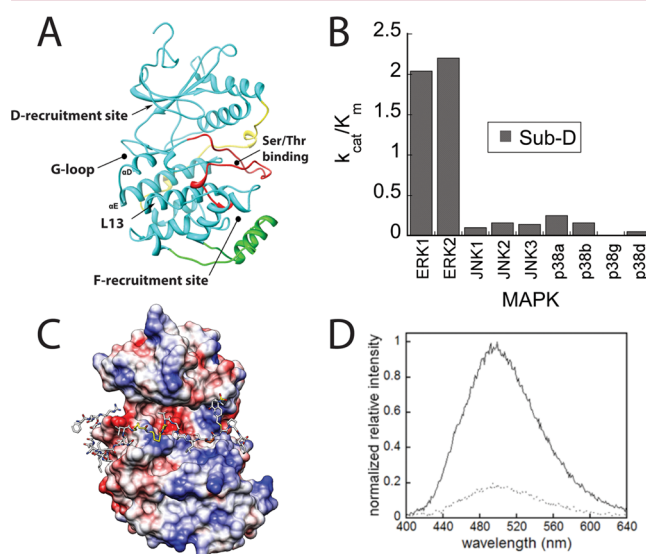 A
D-recruitment site
G-loop
αD
αE
L13
Ser/Thr
binding
F-recruitment site
B
k_cat/K_m
2.5
2
1.5
1
0.5
0
Sub-D
ERK1
ERK2
JNK1
JNK2
JNK3
p38a
p38b
p38g
p38d
MAPK
C
D
normalized relative intensity
1
0.8
0.6
0.4
0.2
0
400
440
480
520
560
600
640
wavelength (nm)